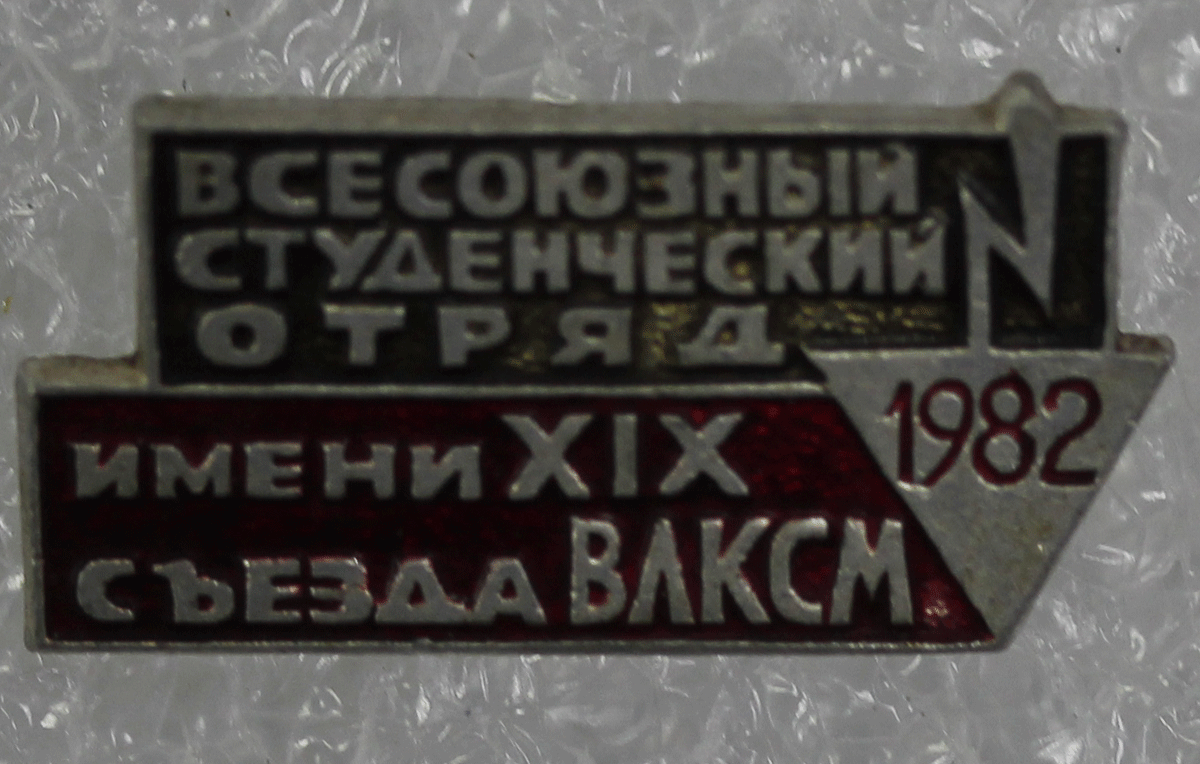 ВСЕСОЮЗНЫЙ
СТУДЕНЧЕСКИЙ
ОТРЯД
1982
ИМЕНИ XIX
СЪЕЗДА ВЛКСМ